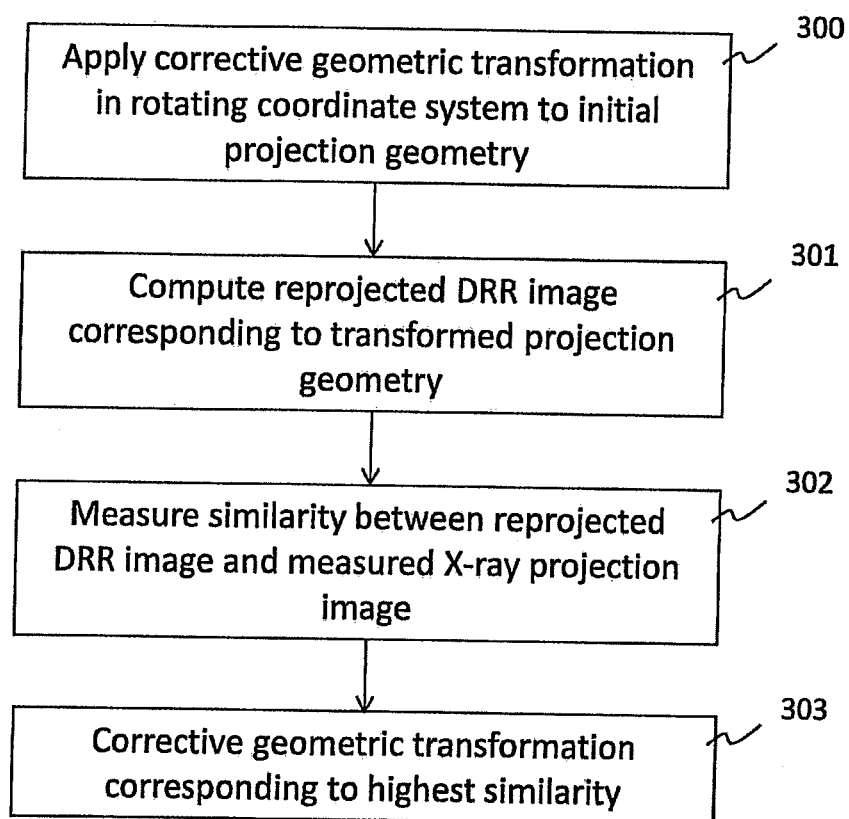 300
Apply corrective geometric transformation
in rotating coordinate system to initial
projection geometry
301
Compute reprojected DRR image
corresponding to transformed projection
geometry
302
Measure similarity between reprojected
DRR image and measured X-ray projection
image
303
Corrective geometric transformation
corresponding to highest similarity